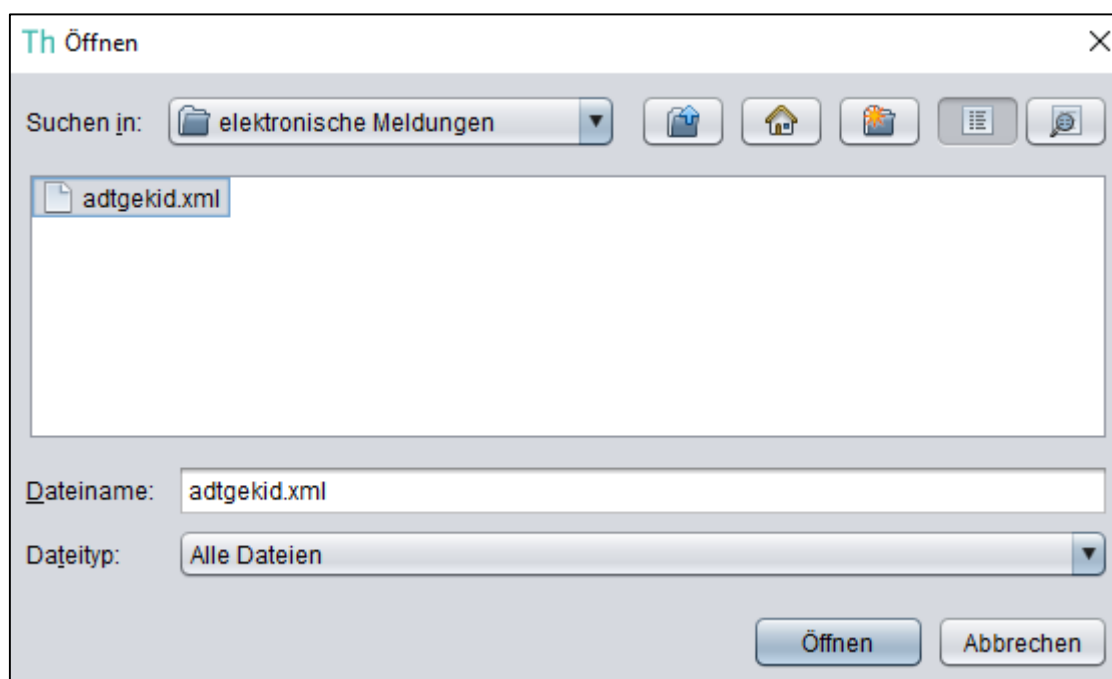 Th Öffnen
Suchen in: elektronische Meldungen
adtgekid.xml
Dateiname: adtgekid.xml
Dateityp: Alle Dateien
Öffnen Abbrechen